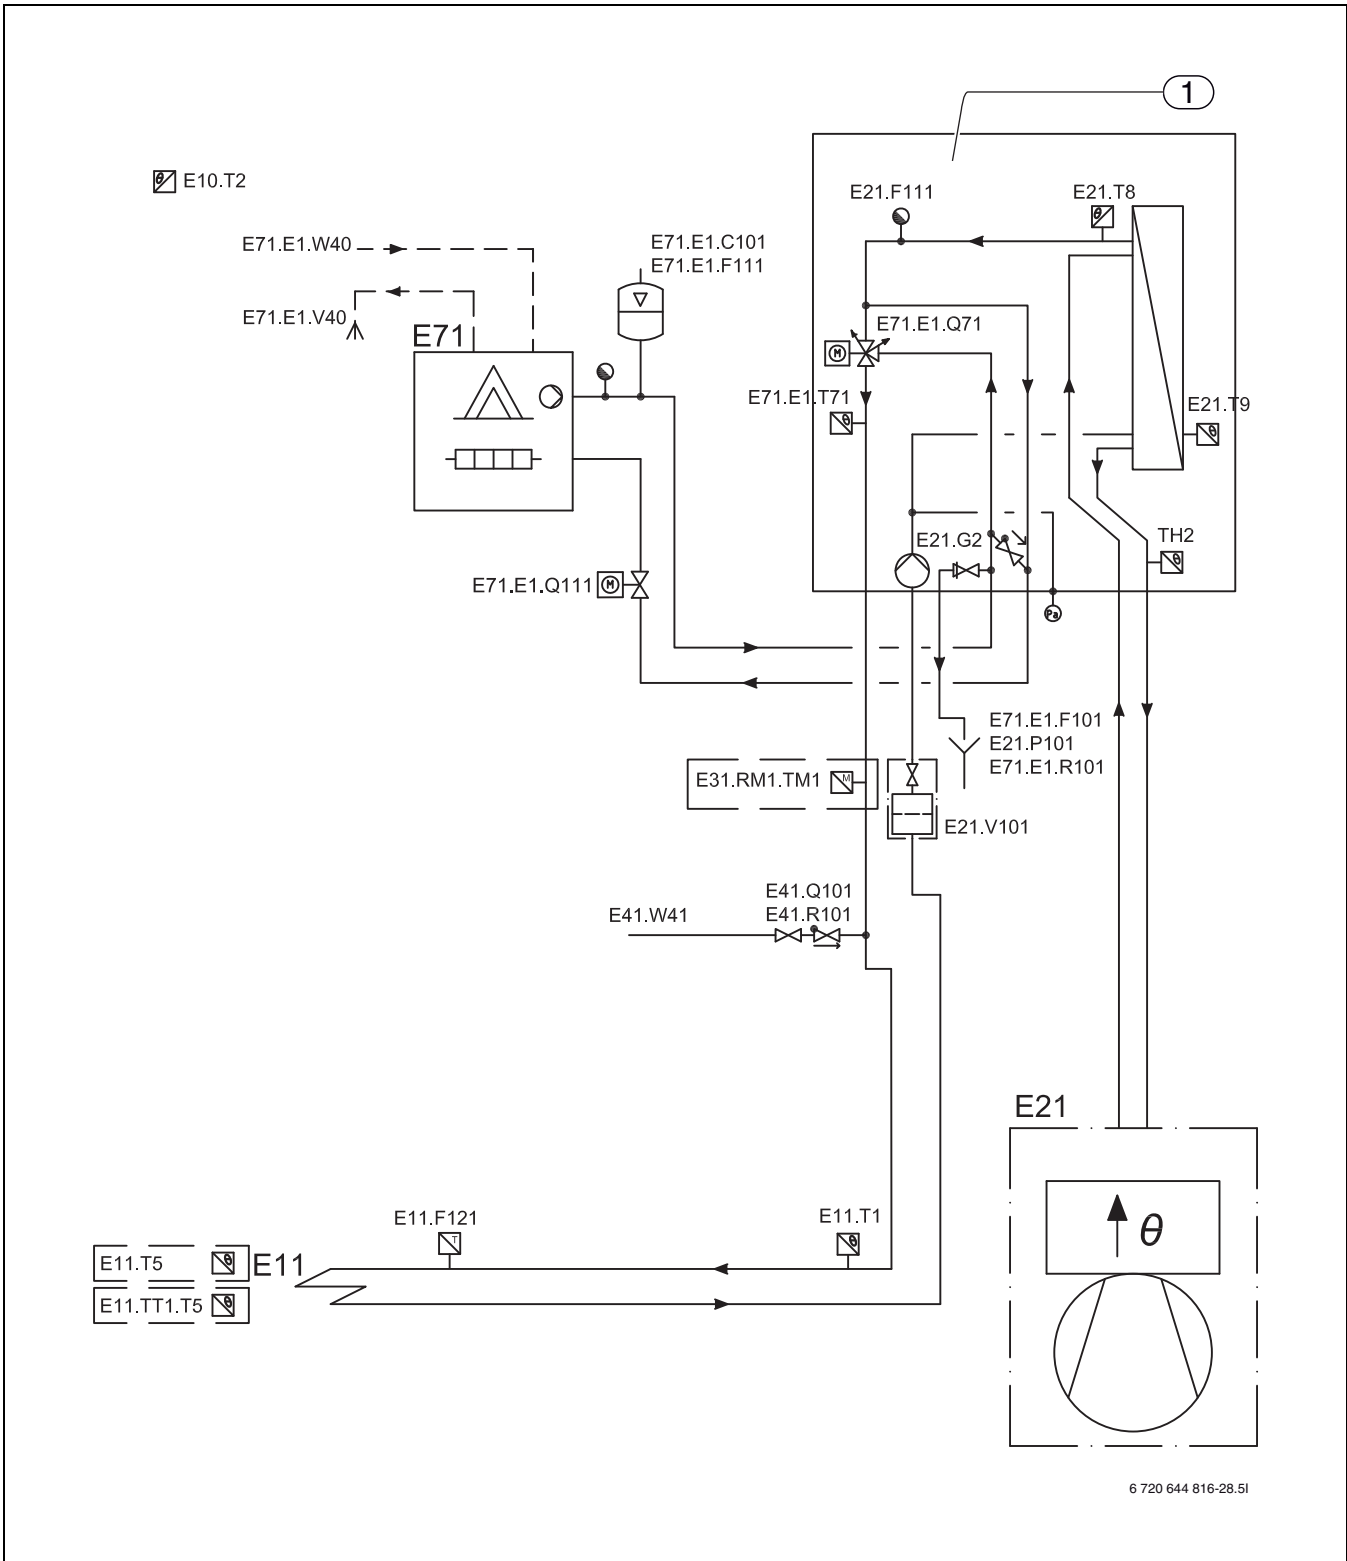 1
E10.T2
E21.F111
E21.T8
E71.E1.W40
E71.E1.C101
E71.E1.F111
E71.E1.V40
E71
E71.E1.Q71
M
E71.E1.T71
E21.T9
E21.G2
TH2
E71.E1.Q111
M
Pa
E71.E1.F101
E21.P101
E71.E1.R101
E31.RM1.TM1
M
E21.V101
E41.Q101
E41.R101
E41.W41
E21
θ
E11.F121
T
E11.T1
E11.T5
E11
E11.TT1.T5
6 720 644 816-28.5I